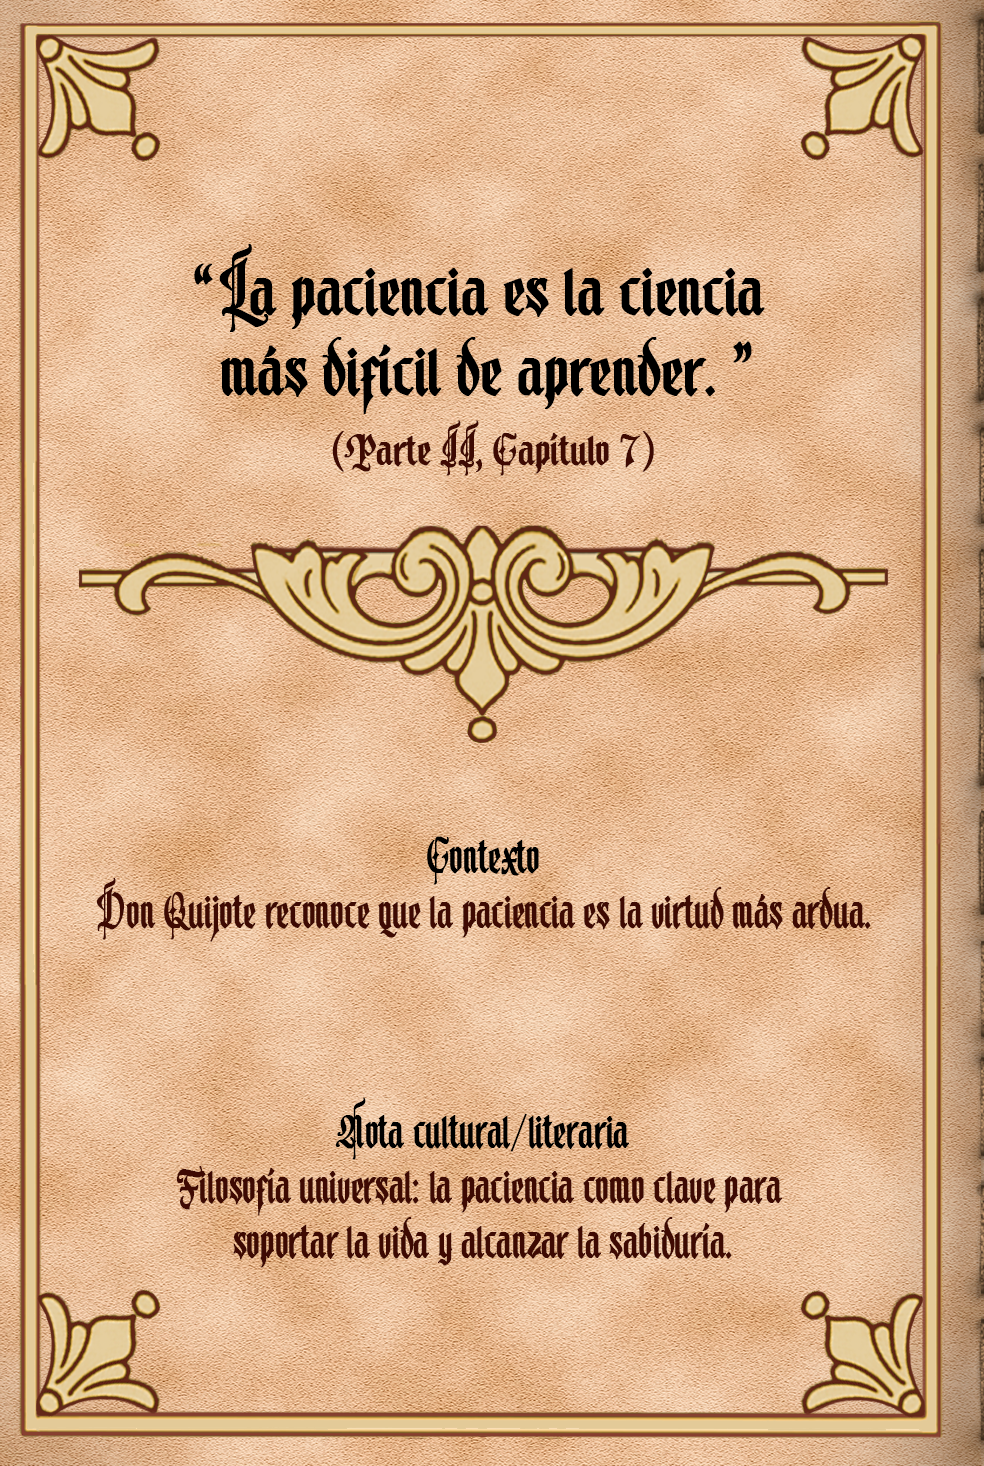 “La paciencia es la ciencia
más difícil de aprender. ”
(Parte II, Capítulo 7)
Contexto
Don Quijote reconoce que la paciencia es la virtud más ardua.
Nota cultural/literaria
Filosofía universal: la paciencia como clave para
soportar la vida y alcanzar la sabiduría.